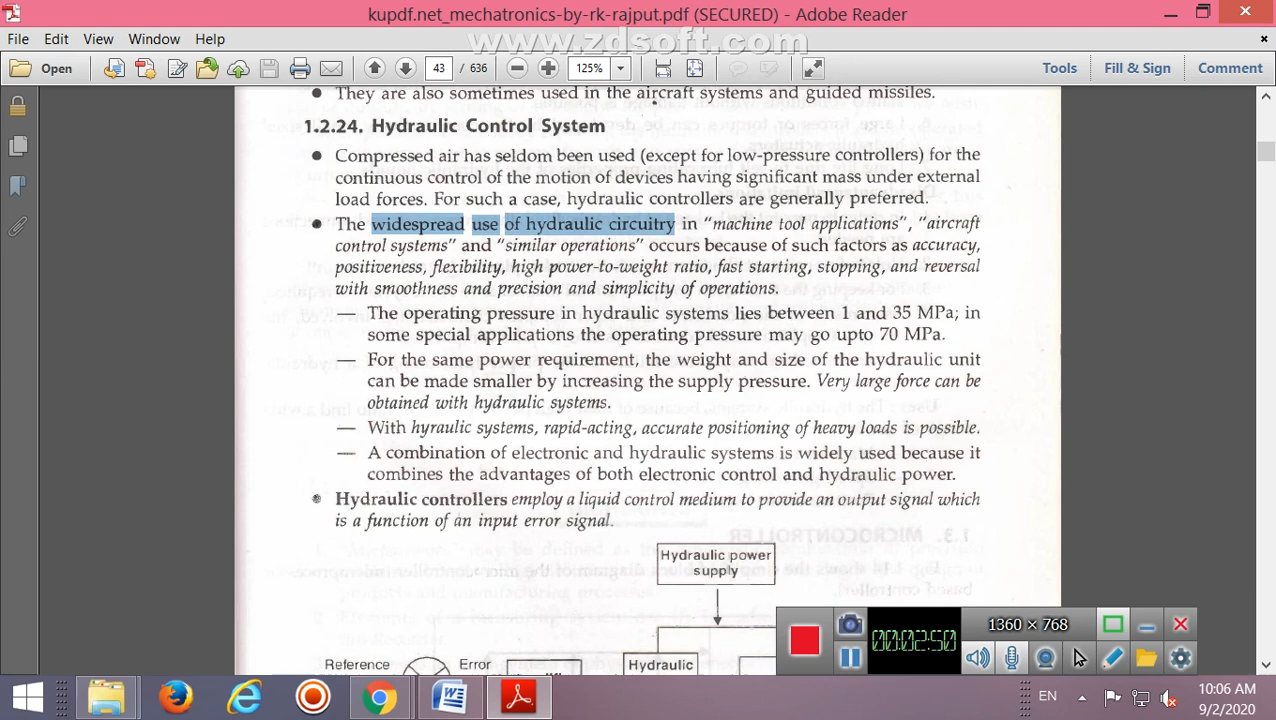 kupdf.net_mechatronics-by-rk-rajput.pdf (SECURED) - Adobe Reader
www.zdsoft.com
File Edit View Window Help
Open 43 / 636 125% Tools Fill & Sign Comment
They are also sometimes used in the aircraft systems and guided missiles.
1.2.24. Hydraulic Control System
Compressed air has seldom been used (except for low-pressure controllers) for the
continuous control of the motion of devices having significant mass under external
load forces. For such a case, hydraulic controllers are generally preferred.
The widespread use of hydraulic circuitry in “machine tool applications”, “aircraft
control systems” and “similar operations” occurs because of such factors as accuracy,
positiveness, flexibility, high power-to-weight ratio, fast starting, stopping, and reversal
with smoothness and precision and simplicity of operations.
— The operating pressure in hydraulic systems lies between 1 and 35 MPa; in
some special applications the operating pressure may go upto 70 MPa.
— For the same power requirement, the weight and size of the hydraulic unit
can be made smaller by increasing the supply pressure. Very large force can be
obtained with hydraulic systems.
— With hyraulic systems, rapid-acting, accurate positioning of heavy loads is possible.
— A combination of electronic and hydraulic systems is widely used because it
combines the advantages of both electronic control and hydraulic power.
Hydraulic controllers employ a liquid control medium to provide an output signal which
is a function of an input error signal.
Hydraulic power
supply
Reference Error Hydraulic
00:02:50
1360 × 768
EN
10:06 AM
9/2/2020